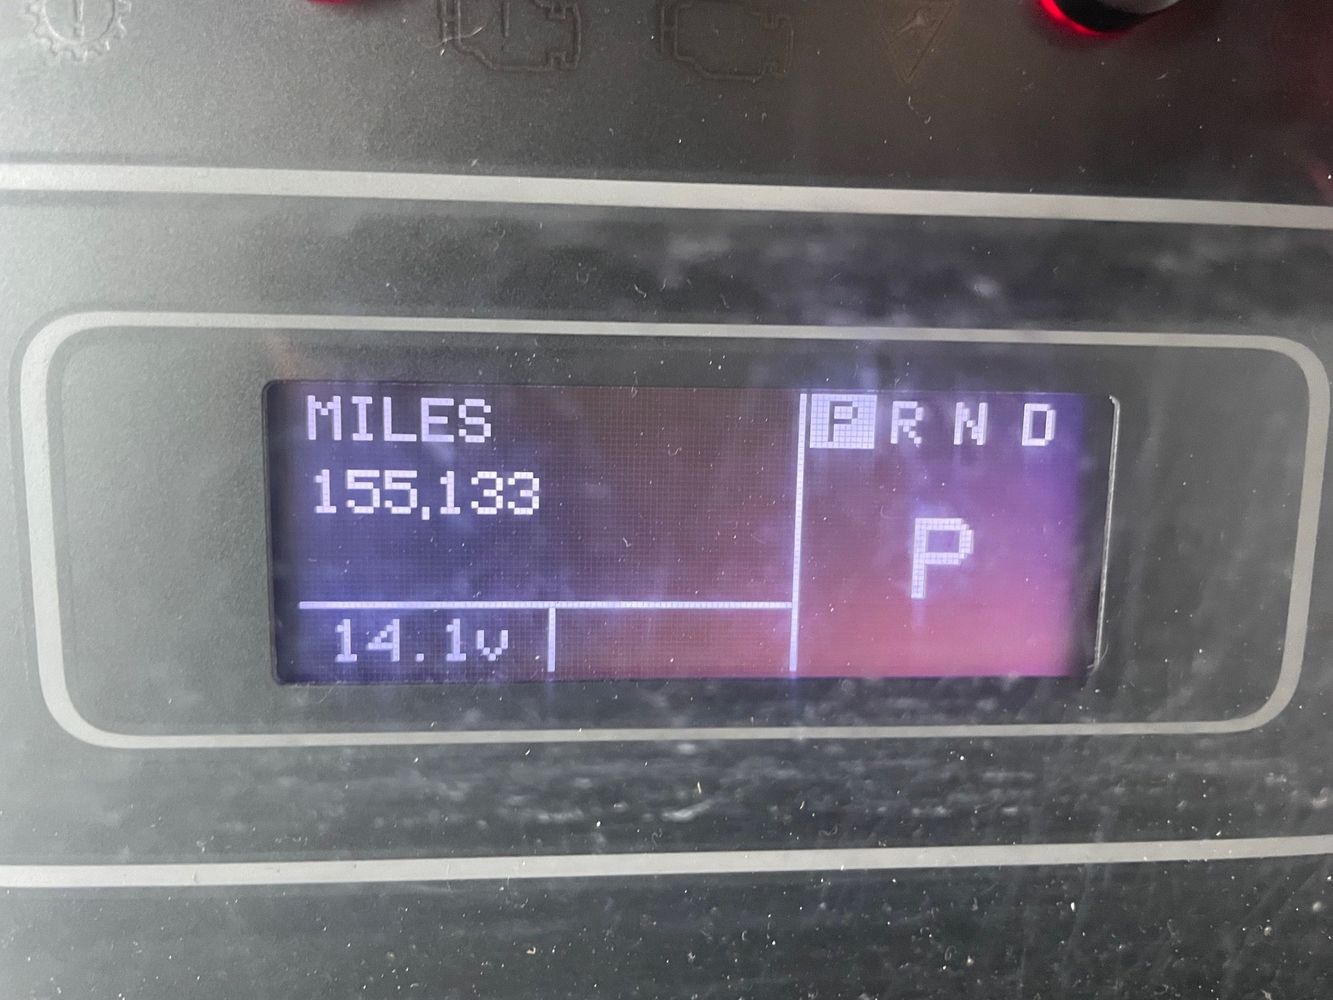 MILES
155,133
14.1v
P R N D
P